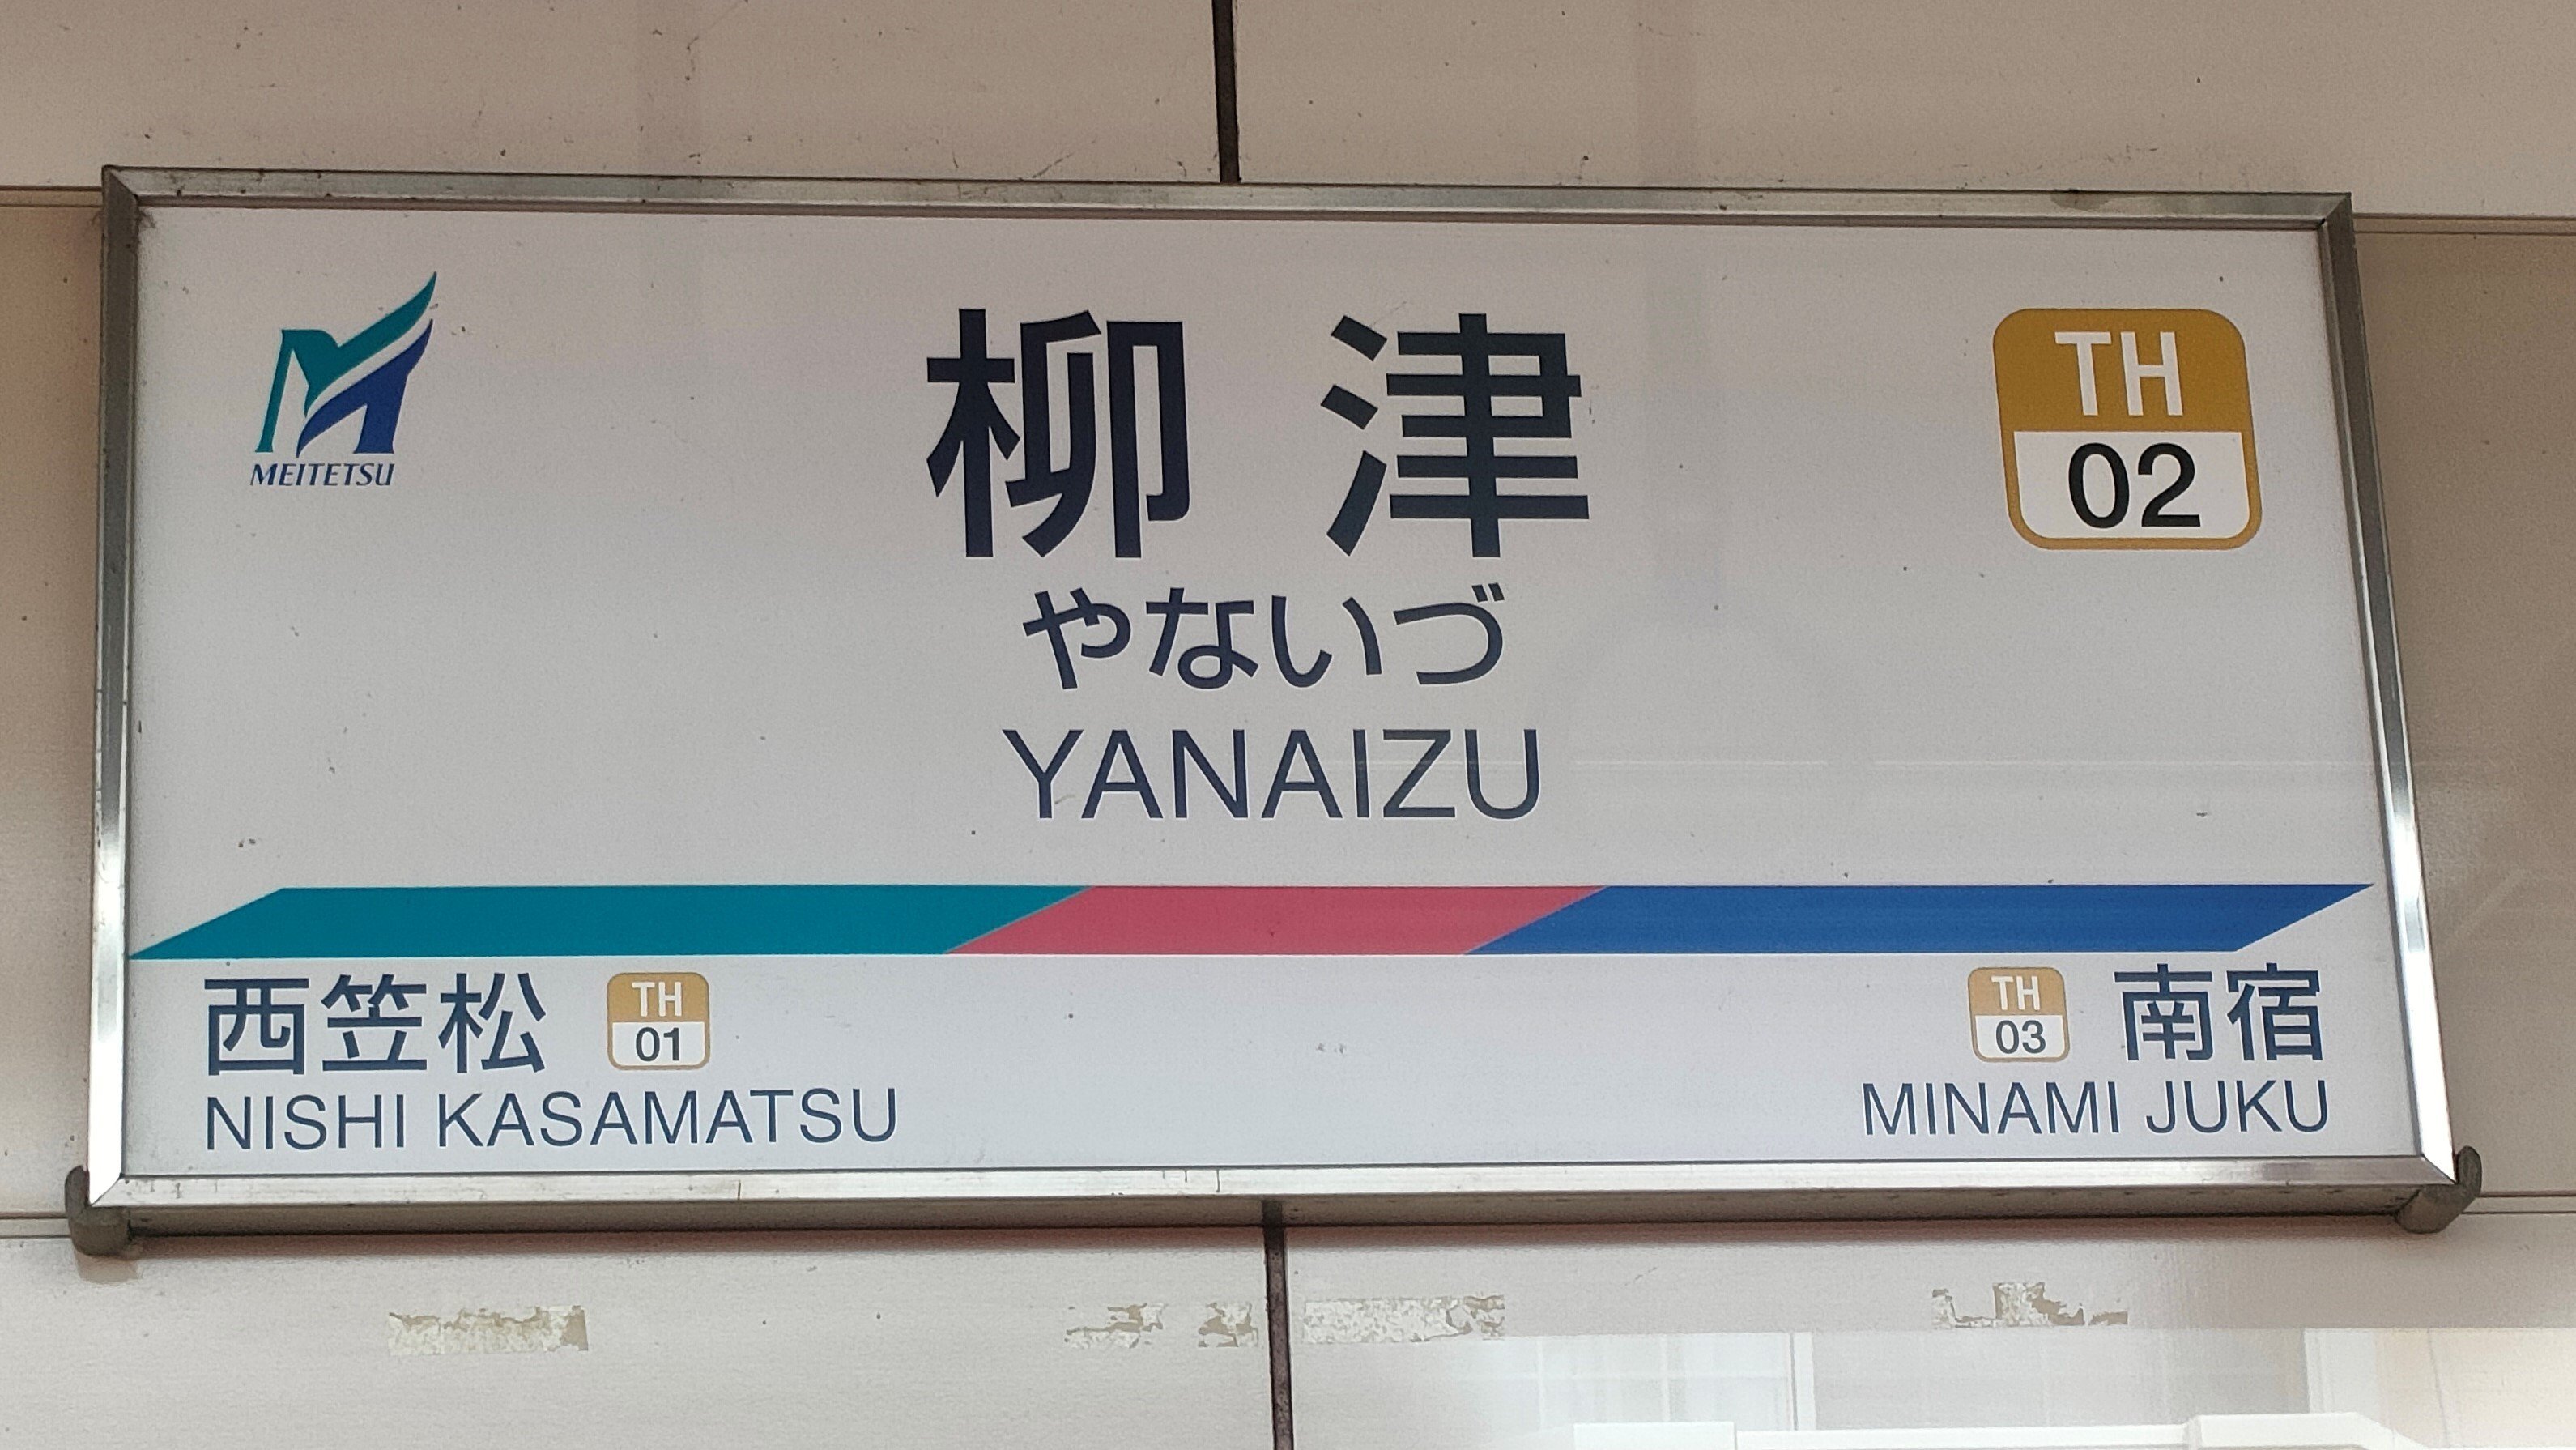 MEITETSU
柳津
TH
02
やないづ
YANAIZU
西笠松 TH 01
NISHI KASAMATSU
TH 03 南宿
MINAMI JUKU